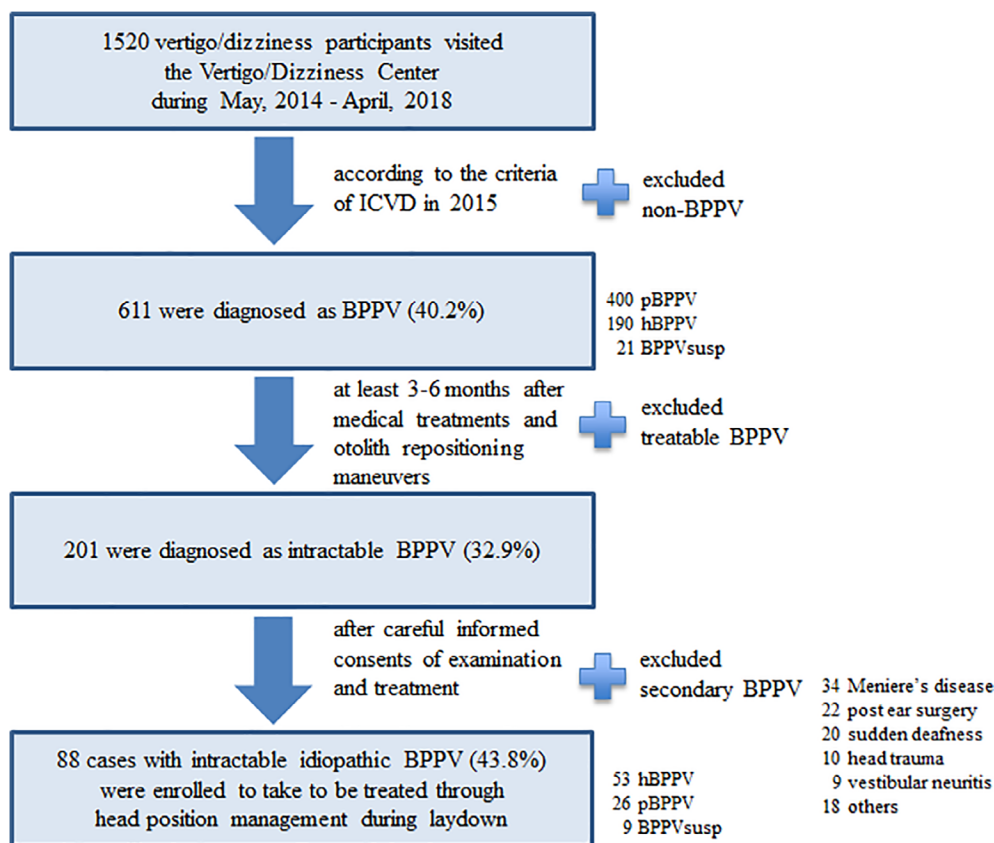 1520 vertigo/dizziness participants visited
the Vertigo/Dizziness Center
during May, 2014 - April, 2018
according to the criteria
of ICVD in 2015
excluded
non-BPPV
611 were diagnosed as BPPV (40.2%)
400 pBPPV
190 hBPPV
21 BPPVsusp
at least 3-6 months after
medical treatments and
otolith repositioning
maneuvers
excluded
treatable BPPV
201 were diagnosed as intractable BPPV (32.9%)
after careful informed
consents of examination
and treatment
excluded
secondary BPPV
34 Meniere's disease
22 post ear surgery
20 sudden deafness
10 head trauma
9 vestibular neuritis
18 others
88 cases with intractable idiopathic BPPV (43.8%)
were enrolled to take to be treated through
head position management during laydown
53 hBPPV
26 pBPPV
9 BPPVsusp